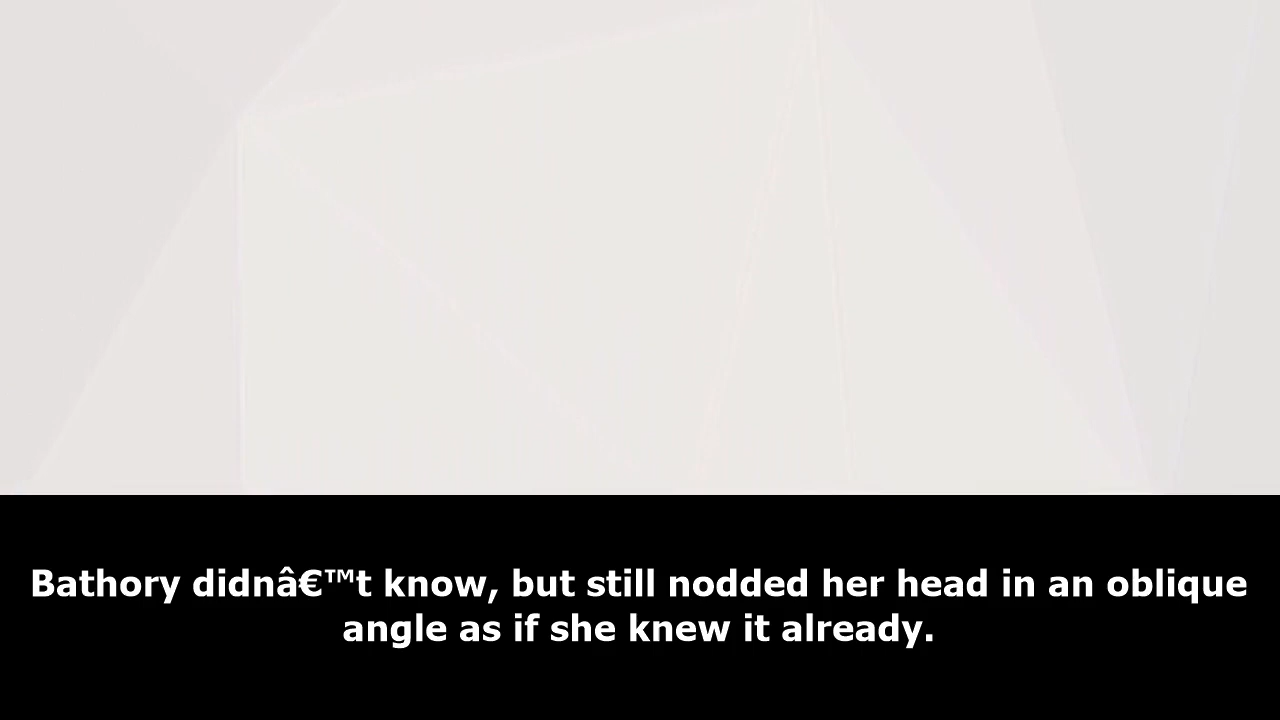 Bathory didnâ€™t know, but still nodded her head in an oblique
angle as if she knew it already.